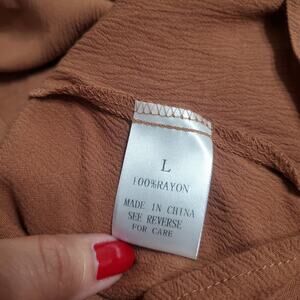 L
100%RAYON
MADE IN CHINA
SEE REVERSE
FOR CARE